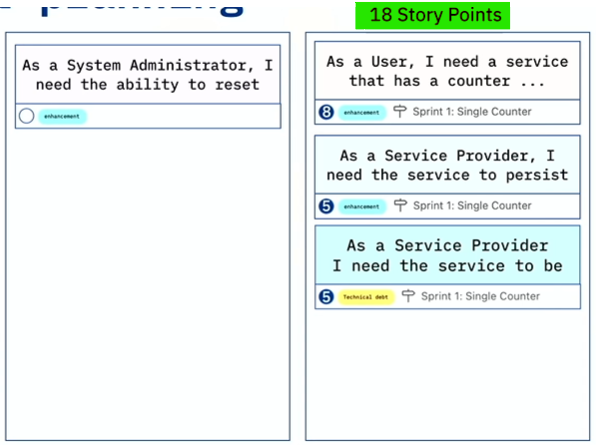 18 Story Points
As a System Administrator, I
need the ability to reset
enhancement
As a User, I need a service
that has a counter ...
8 enhancement Sprint 1: Single Counter
As a Service Provider, I
need the service to persist
5 enhancement Sprint 1: Single Counter
As a Service Provider
I need the service to be
5 Technical debt Sprint 1: Single Counter